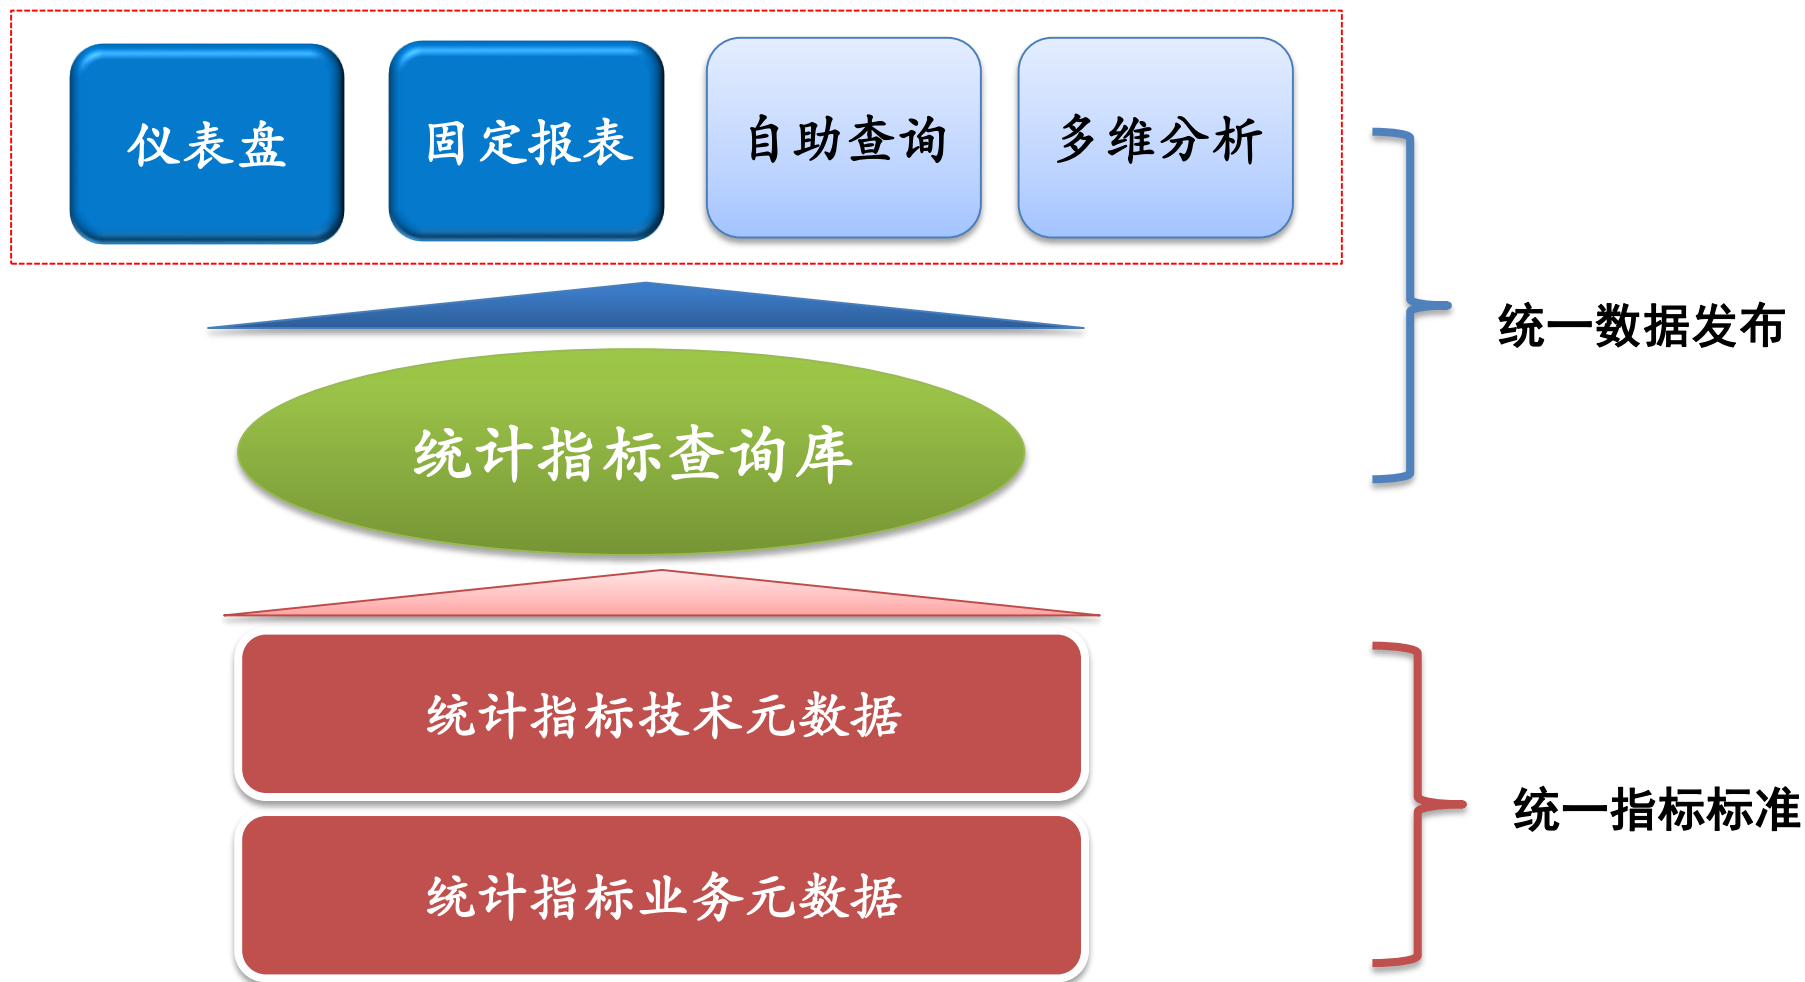 仪表盘
固定报表
自助查询
多维分析
统一数据发布
统计指标查询库
统计指标技术元数据
统一指标标准
统计指标业务元数据